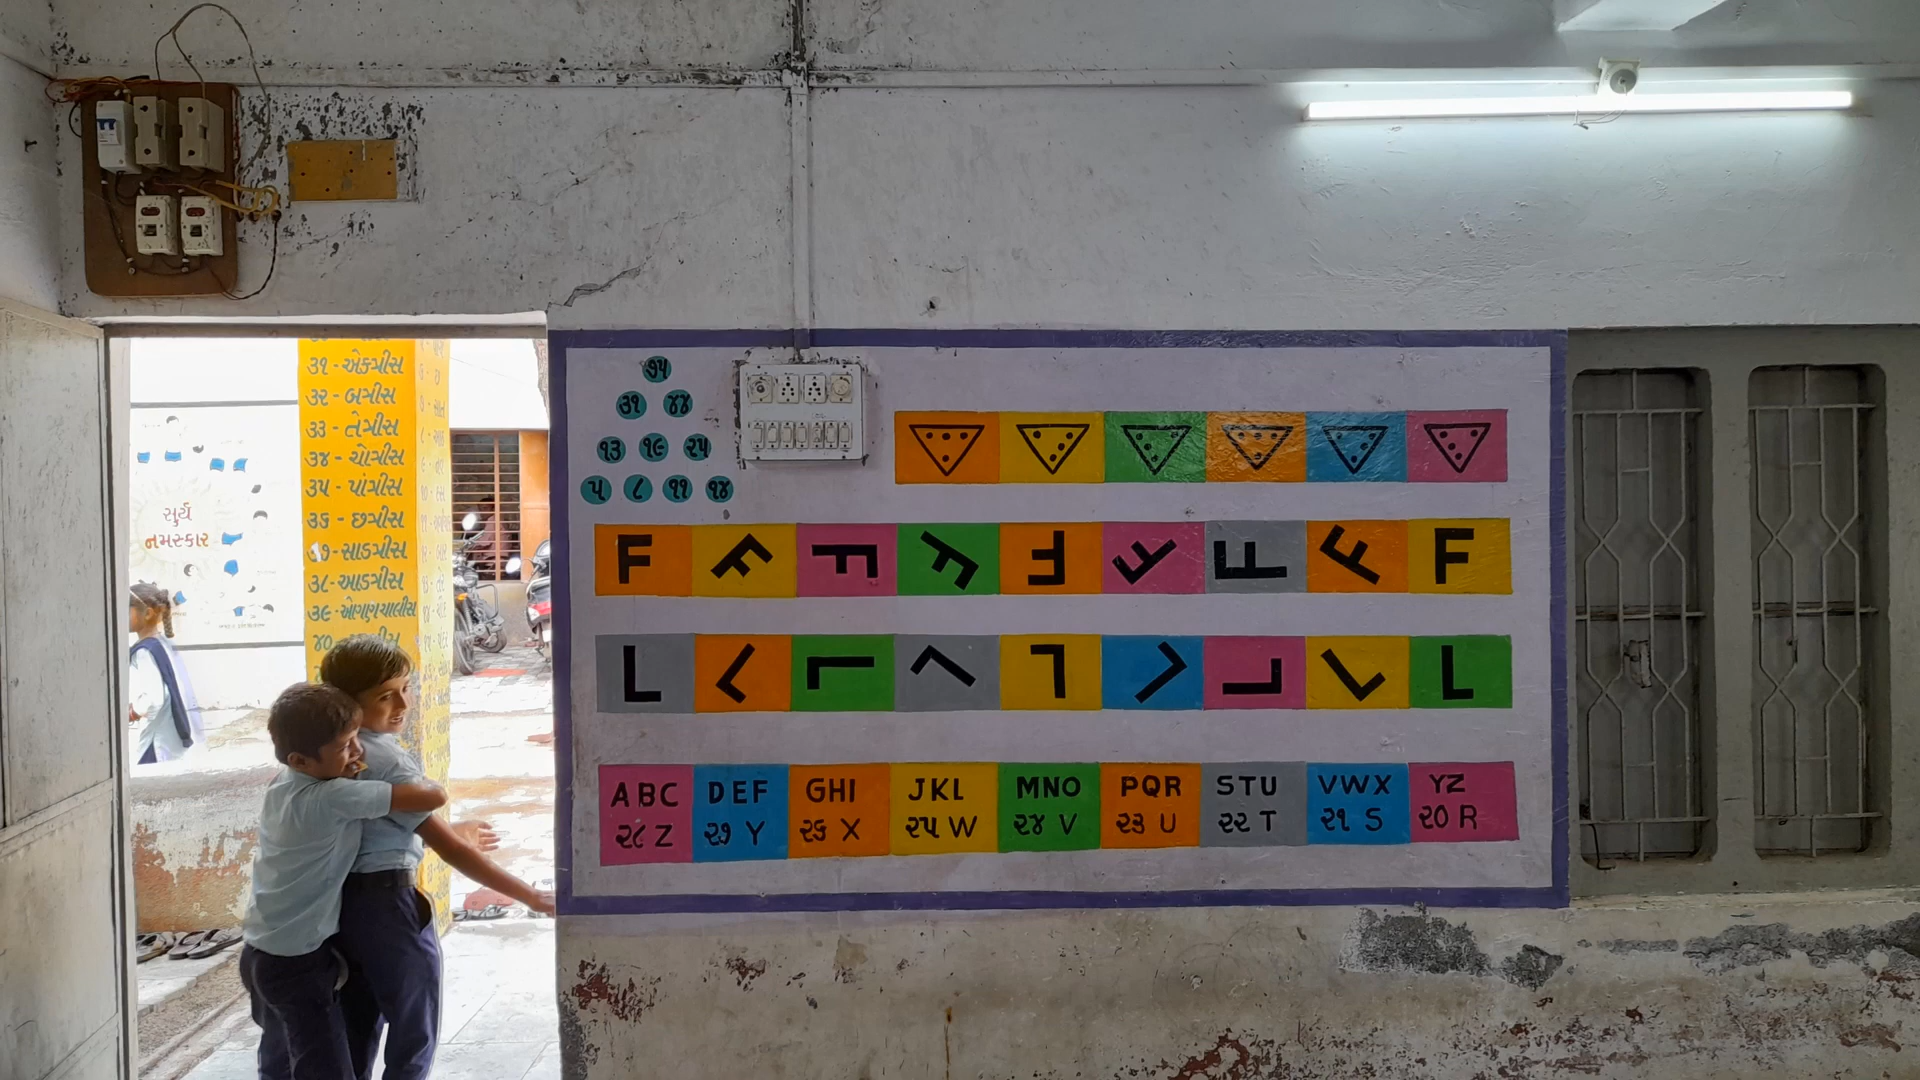 ૩૧ - એકત્રીસ
૩૨ - બત્રીસ
૩૩ - તેત્રીસ
૩૪ - ચોત્રીસ
૩૫ - પાંત્રીસ
૩૬ - છત્રીસ
૩૭ - સાડત્રીસ
૩૮ - આડત્રીસ
૩૯ - ઓગણચાલીસ
૪૦
સુર્ય
નમસ્કાર
૭૫
૩૧ ૪૪
૧૩ ૧૯ ૨૫
૫ ૮ ૧૧ ૧૪
F F F F F F F F F
L L L L L L L L L
ABC DEF GHI JKL MNO PQR STU VWX YZ
૨૮ Z ૨૭ Y ૨૬ X ૨૫ W ૨૪ V ૨૩ U ૨૨ T ૨૧ S ૨૦ R